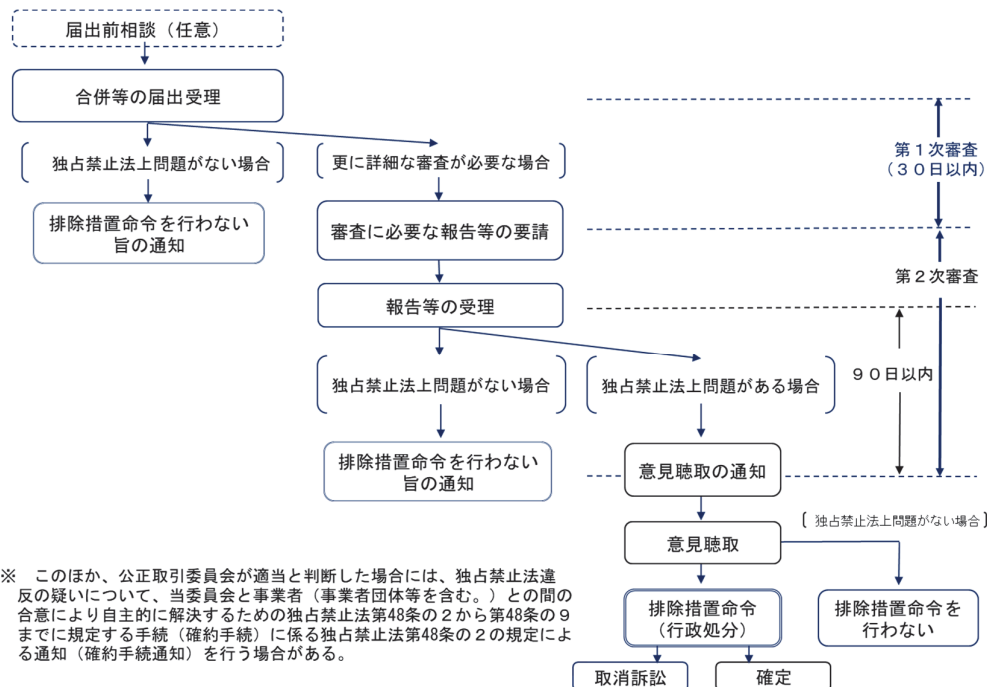 届出前相談（任意）
合併等の届出受理
独占禁止法上問題がない場合
更に詳細な審査が必要な場合
第１次審査
（３０日以内）
排除措置命令を行わない
旨の通知
審査に必要な報告等の要請
第２次審査
報告等の受理
独占禁止法上問題がない場合
独占禁止法上問題がある場合
９０日以内
排除措置命令を行わない
旨の通知
意見聴取の通知
独占禁止法上問題がない場合
意見聴取
※　このほか、公正取引委員会が適当と判断した場合には、独占禁止法違
反の疑いについて、当委員会と事業者（事業者団体等を含む。）との間の
合意により自主的に解決するための独占禁止法第48条の２から第48条の９
までに規定する手続（確約手続）に係る独占禁止法第48条の２の規定によ
る通知（確約手続通知）を行う場合がある。
排除措置命令
（行政処分）
排除措置命令を
行わない
取消訴訟
確定